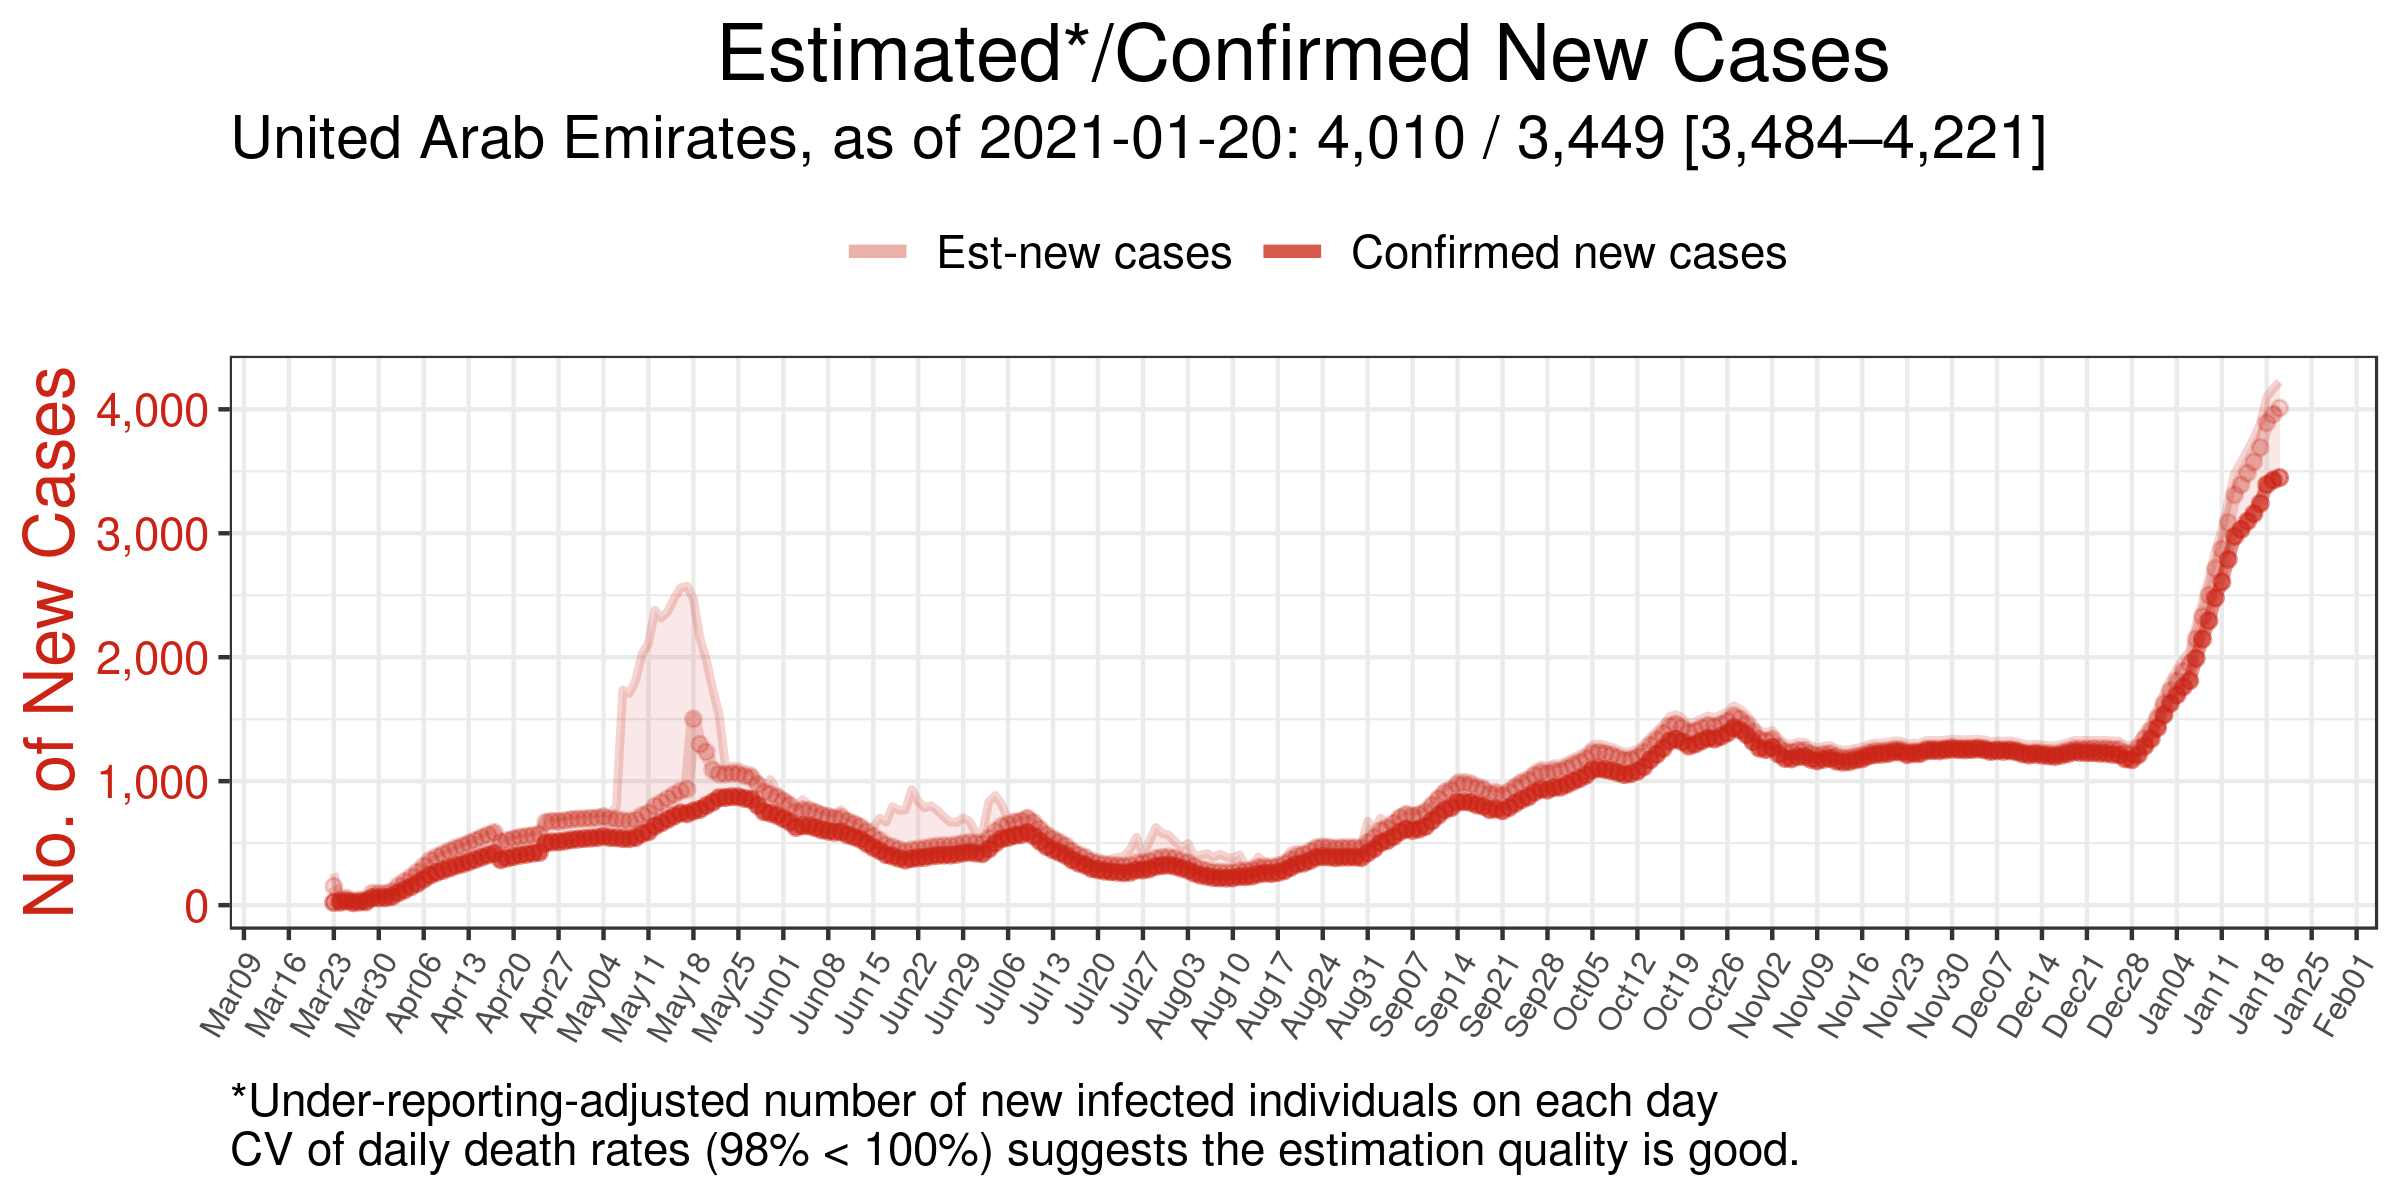 Estimated*/Confirmed New Cases
United Arab Emirates, as of 2021-01-20: 4,010 / 3,449 [3,484–4,221]
Est-new cases Confirmed new cases
No. of New Cases
4,000
3,000
2,000
1,000
0
Mar09 Mar16 Mar23 Mar30 Apr06 Apr13 Apr20 Apr27 May04 May11 May18 May25 Jun01 Jun08 Jun15 Jun22 Jun29 Jul06 Jul13 Jul20 Jul27 Aug03 Aug10 Aug17 Aug24 Aug31 Sep07 Sep14 Sep21 Sep28 Oct05 Oct12 Oct19 Oct26 Nov02 Nov09 Nov16 Nov23 Nov30 Dec07 Dec14 Dec21 Dec28 Jan04 Jan11 Jan18 Jan25 Feb01
*Under-reporting-adjusted number of new infected individuals on each day
CV of daily death rates (98% < 100%) suggests the estimation quality is good.